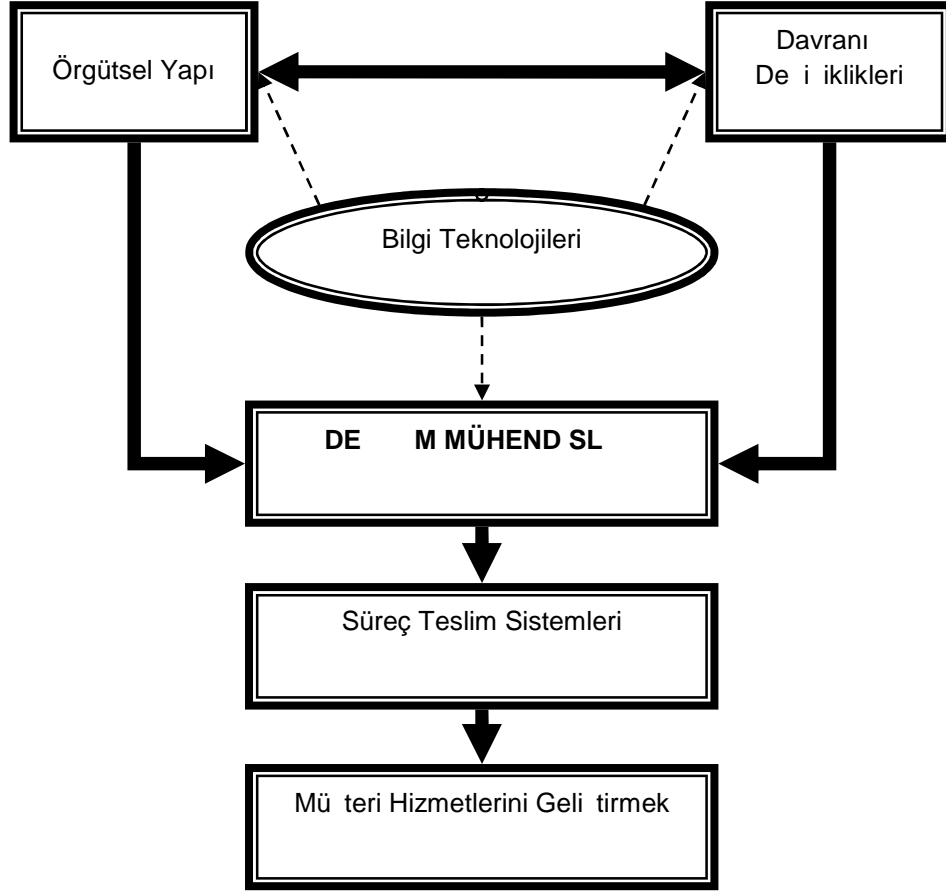 Örgütsel Yapı
Davranı
De i iklikleri
Bilgi Teknolojileri
DE M MÜHEND SL
Süreç Teslim Sistemleri
Mü teri Hizmetlerini Geli tirmek